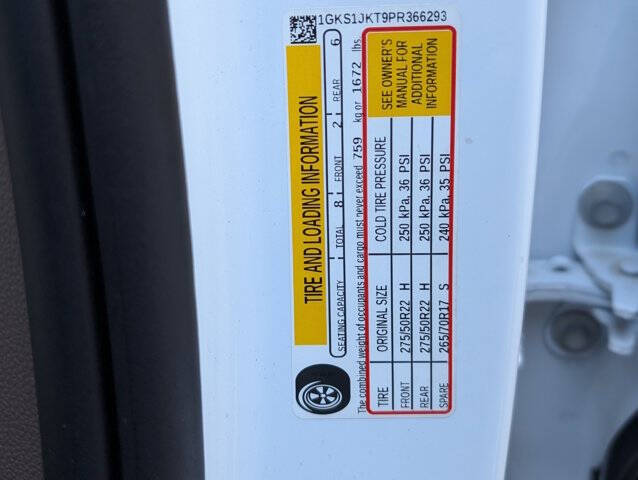 1GKS1JKT9PR366293
TIRE AND LOADING INFORMATION
SEATING CAPACITY TOTAL 8 FRONT 2 REAR 6
The combined weight of occupants and cargo must never exceed 759 kg or 1672 lbs
TIRE ORIGINAL SIZE COLD TIRE PRESSURE
FRONT 275/50R22 H 250 kPa, 36 PSI
REAR 275/50R22 H 250 kPa, 36 PSI
SPARE 265/70R17 S 240 kPa, 35 PSI
SEE OWNER'S
MANUAL FOR
ADDITIONAL
INFORMATION